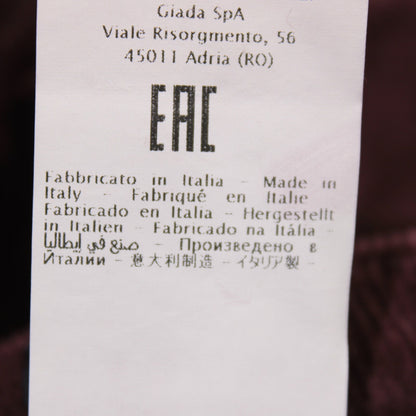 Giada SpA
Viale Risorgmento, 56
45011 Adria (RO)
EAC
Fabbricato in Italia - Made in
Italy - Fabriqué en Italie
Fabricado en Italia - Hergestellt
in Italien - Fabricado na Itália -
صنع في إيطاليا - Произведено в
Италии - 意大利制造 - イタリア製 -